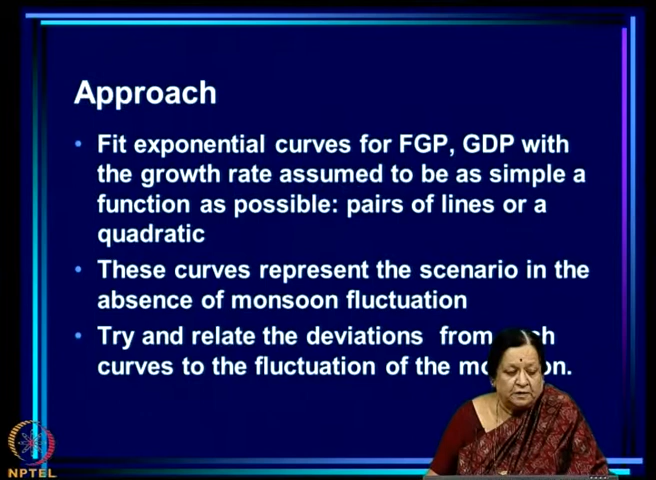 Approach
• Fit exponential curves for FGP, GDP with
the growth rate assumed to be as simple a
function as possible: pairs of lines or a
quadratic
• These curves represent the scenario in the
absence of monsoon fluctuation
• Try and relate the deviations from
curves to the fluctuation of the
NPTEL